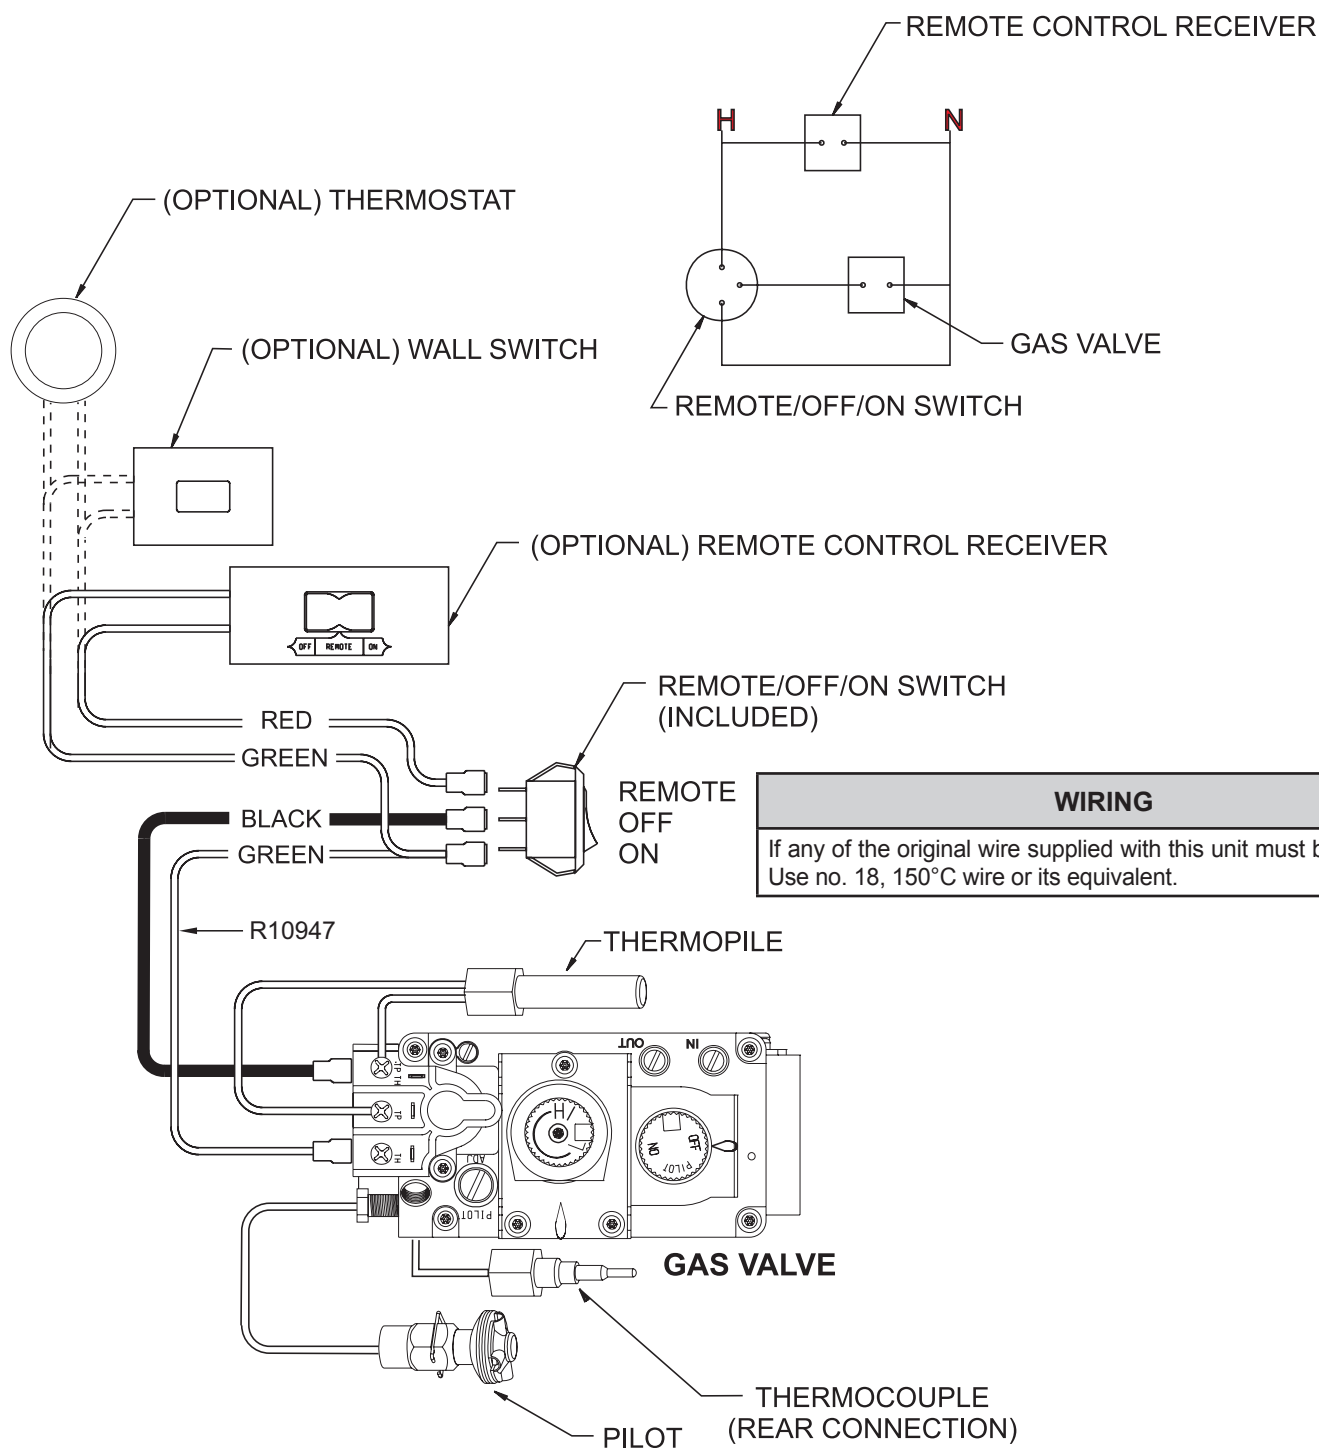 REMOTE CONTROL RECEIVER
H
N
(OPTIONAL) THERMOSTAT
(OPTIONAL) WALL SWITCH
GAS VALVE
REMOTE/OFF/ON SWITCH
(OPTIONAL) REMOTE CONTROL RECEIVER
OFF REMOTE ON
REMOTE/OFF/ON SWITCH
(INCLUDED)
RED
GREEN
BLACK
GREEN
REMOTE
OFF
ON
WIRING
If any of the original wire supplied with this unit must
Use no. 18, 150°C wire or its equivalent.
R10947
THERMOPILE
OUT
IN
TPTH
TP
TH
ADJ
PILOT
HI
OFF
PILOT
ON
GAS VALVE
THERMOCOUPLE
(REAR CONNECTION)
PILOT